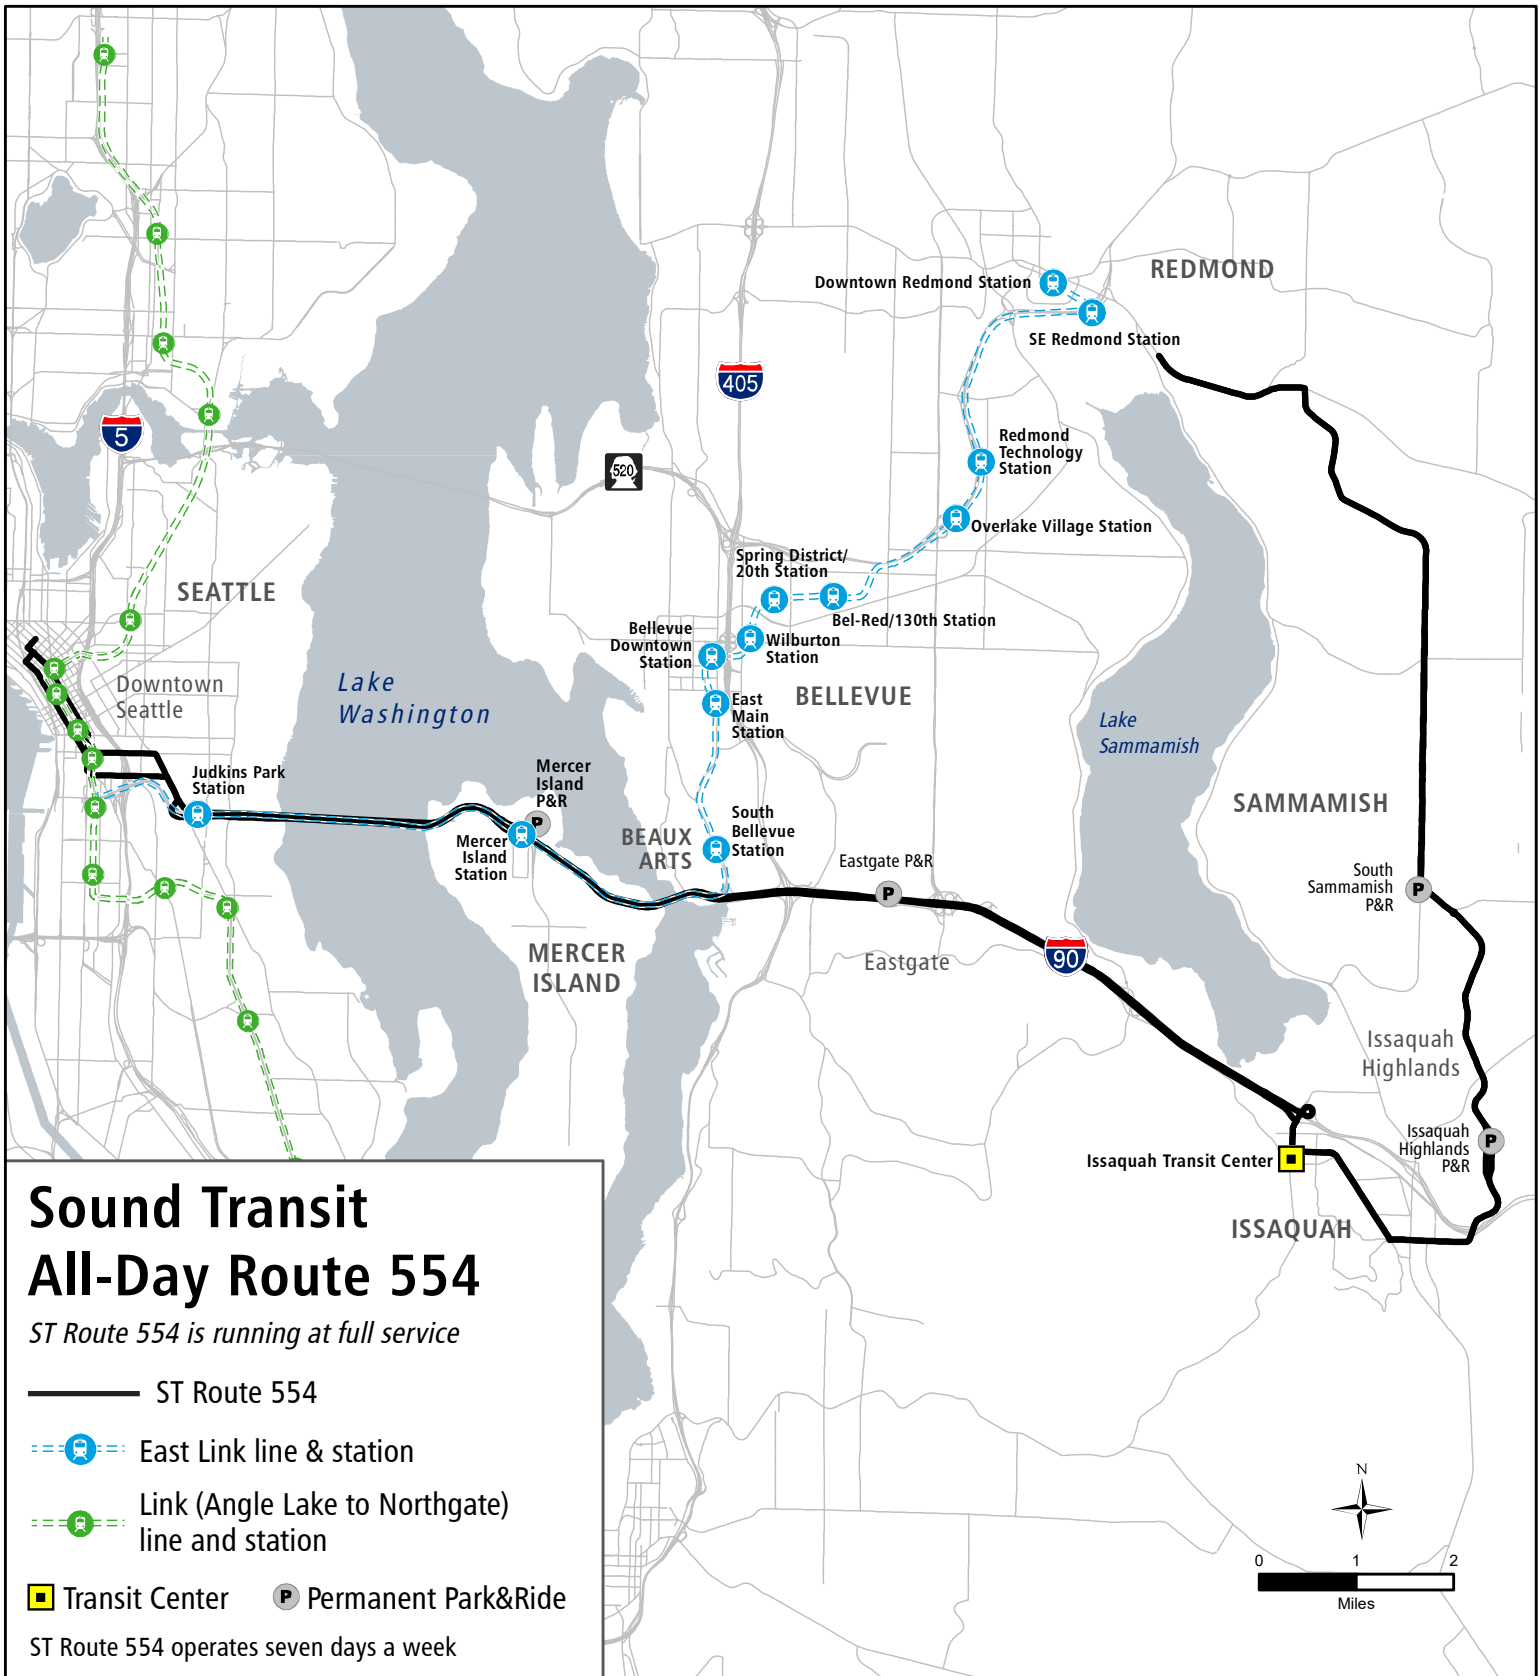 REDMOND
Downtown Redmond Station
SE Redmond Station
405
5
Redmond
Technology
Station
520
Overlake Village Station
Spring District/
20th Station
SEATTLE
Bel-Red/130th Station
Bellevue
Downtown
Station
Wilburton
Station
Downtown
Seattle
Lake
Washington
BELLEVUE
East
Main
Station
Lake
Sammamish
Judkins Park
Station
Mercer
Island
P&R
P
SAMMAMISH
South
Bellevue
Station
BEAUX
ARTS
Mercer
Island
Station
Eastgate P&R
P
South
Sammamish
P&R
P
MERCER
ISLAND
Eastgate
90
Issaquah
Highlands
Issaquah
Highlands
P&R
P
Issaquah Transit Center
ISSAQUAH
Sound Transit
All-Day Route 554
ST Route 554 is running at full service
ST Route 554
East Link line & station
Link (Angle Lake to Northgate)
line and station
Transit Center
P Permanent Park&Ride
ST Route 554 operates seven days a week
N
0 1 2
Miles